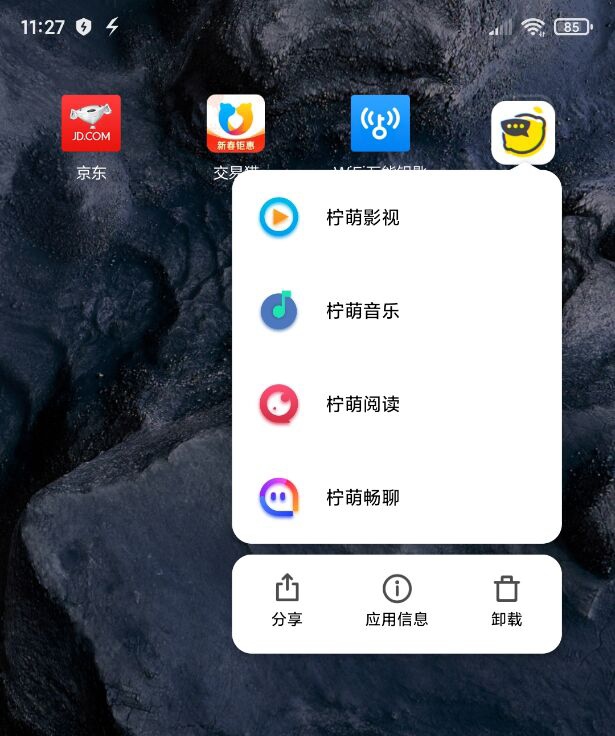 11:27
85
JD.COM
新春钜惠
京东
交易猫
WiFi万能钥匙
柠萌影视
柠萌音乐
柠萌阅读
柠萌畅聊
分享
应用信息
卸载